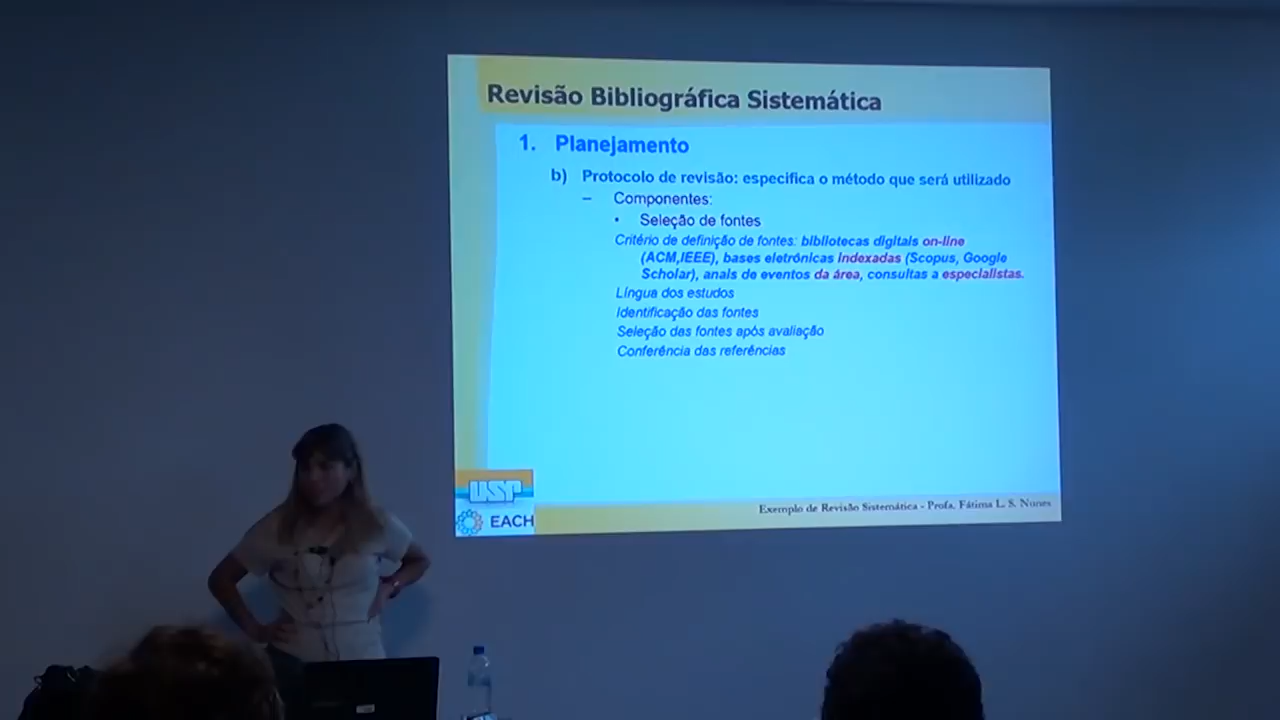 Revisão Bibliográfica Sistemática
1. Planejamento
b) Protocolo de revisão: especifica o método que será utilizado
– Componentes:
• Seleção de fontes
Critério de definição de fontes: bibliotecas digitais on-line
(ACM,IEEE), bases eletrônicas indexadas (Scopus, Google
Scholar), anais de eventos da área, consultas a especialistas.
Língua dos estudos
Identificação das fontes
Seleção das fontes após avaliação
Conferência das referências
USP
EACH
Exemplo de Revisão Sistemática - Profa. Fátima L. S. Nunes